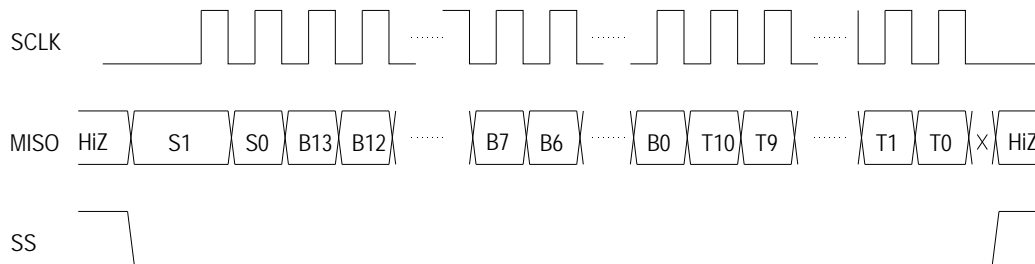 SCLK
MISO HiZ S1 S0 B13 B12 ....... B7 B6 ....... B0 T10 T9 ....... T1 T0 X HiZ
SS